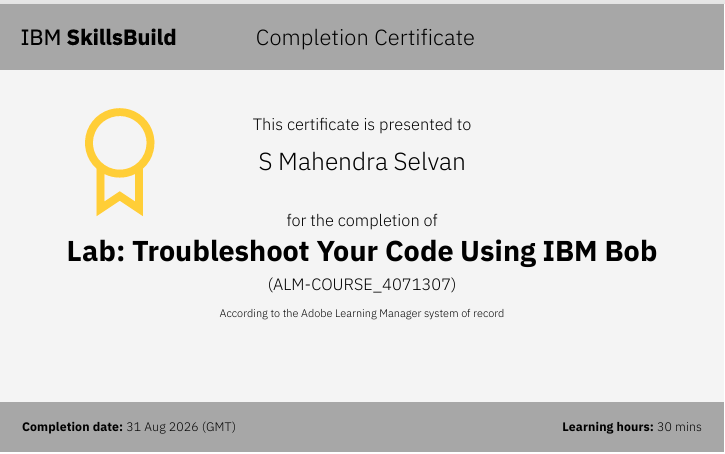 IBM SkillsBuild
Completion Certificate
This certificate is presented to
S Mahendra Selvan
for the completion of
Lab: Troubleshoot Your Code Using IBM Bob
(ALM-COURSE_4071307)
According to the Adobe Learning Manager system of record
Completion date: 31 Aug 2026 (GMT)
Learning hours: 30 mins